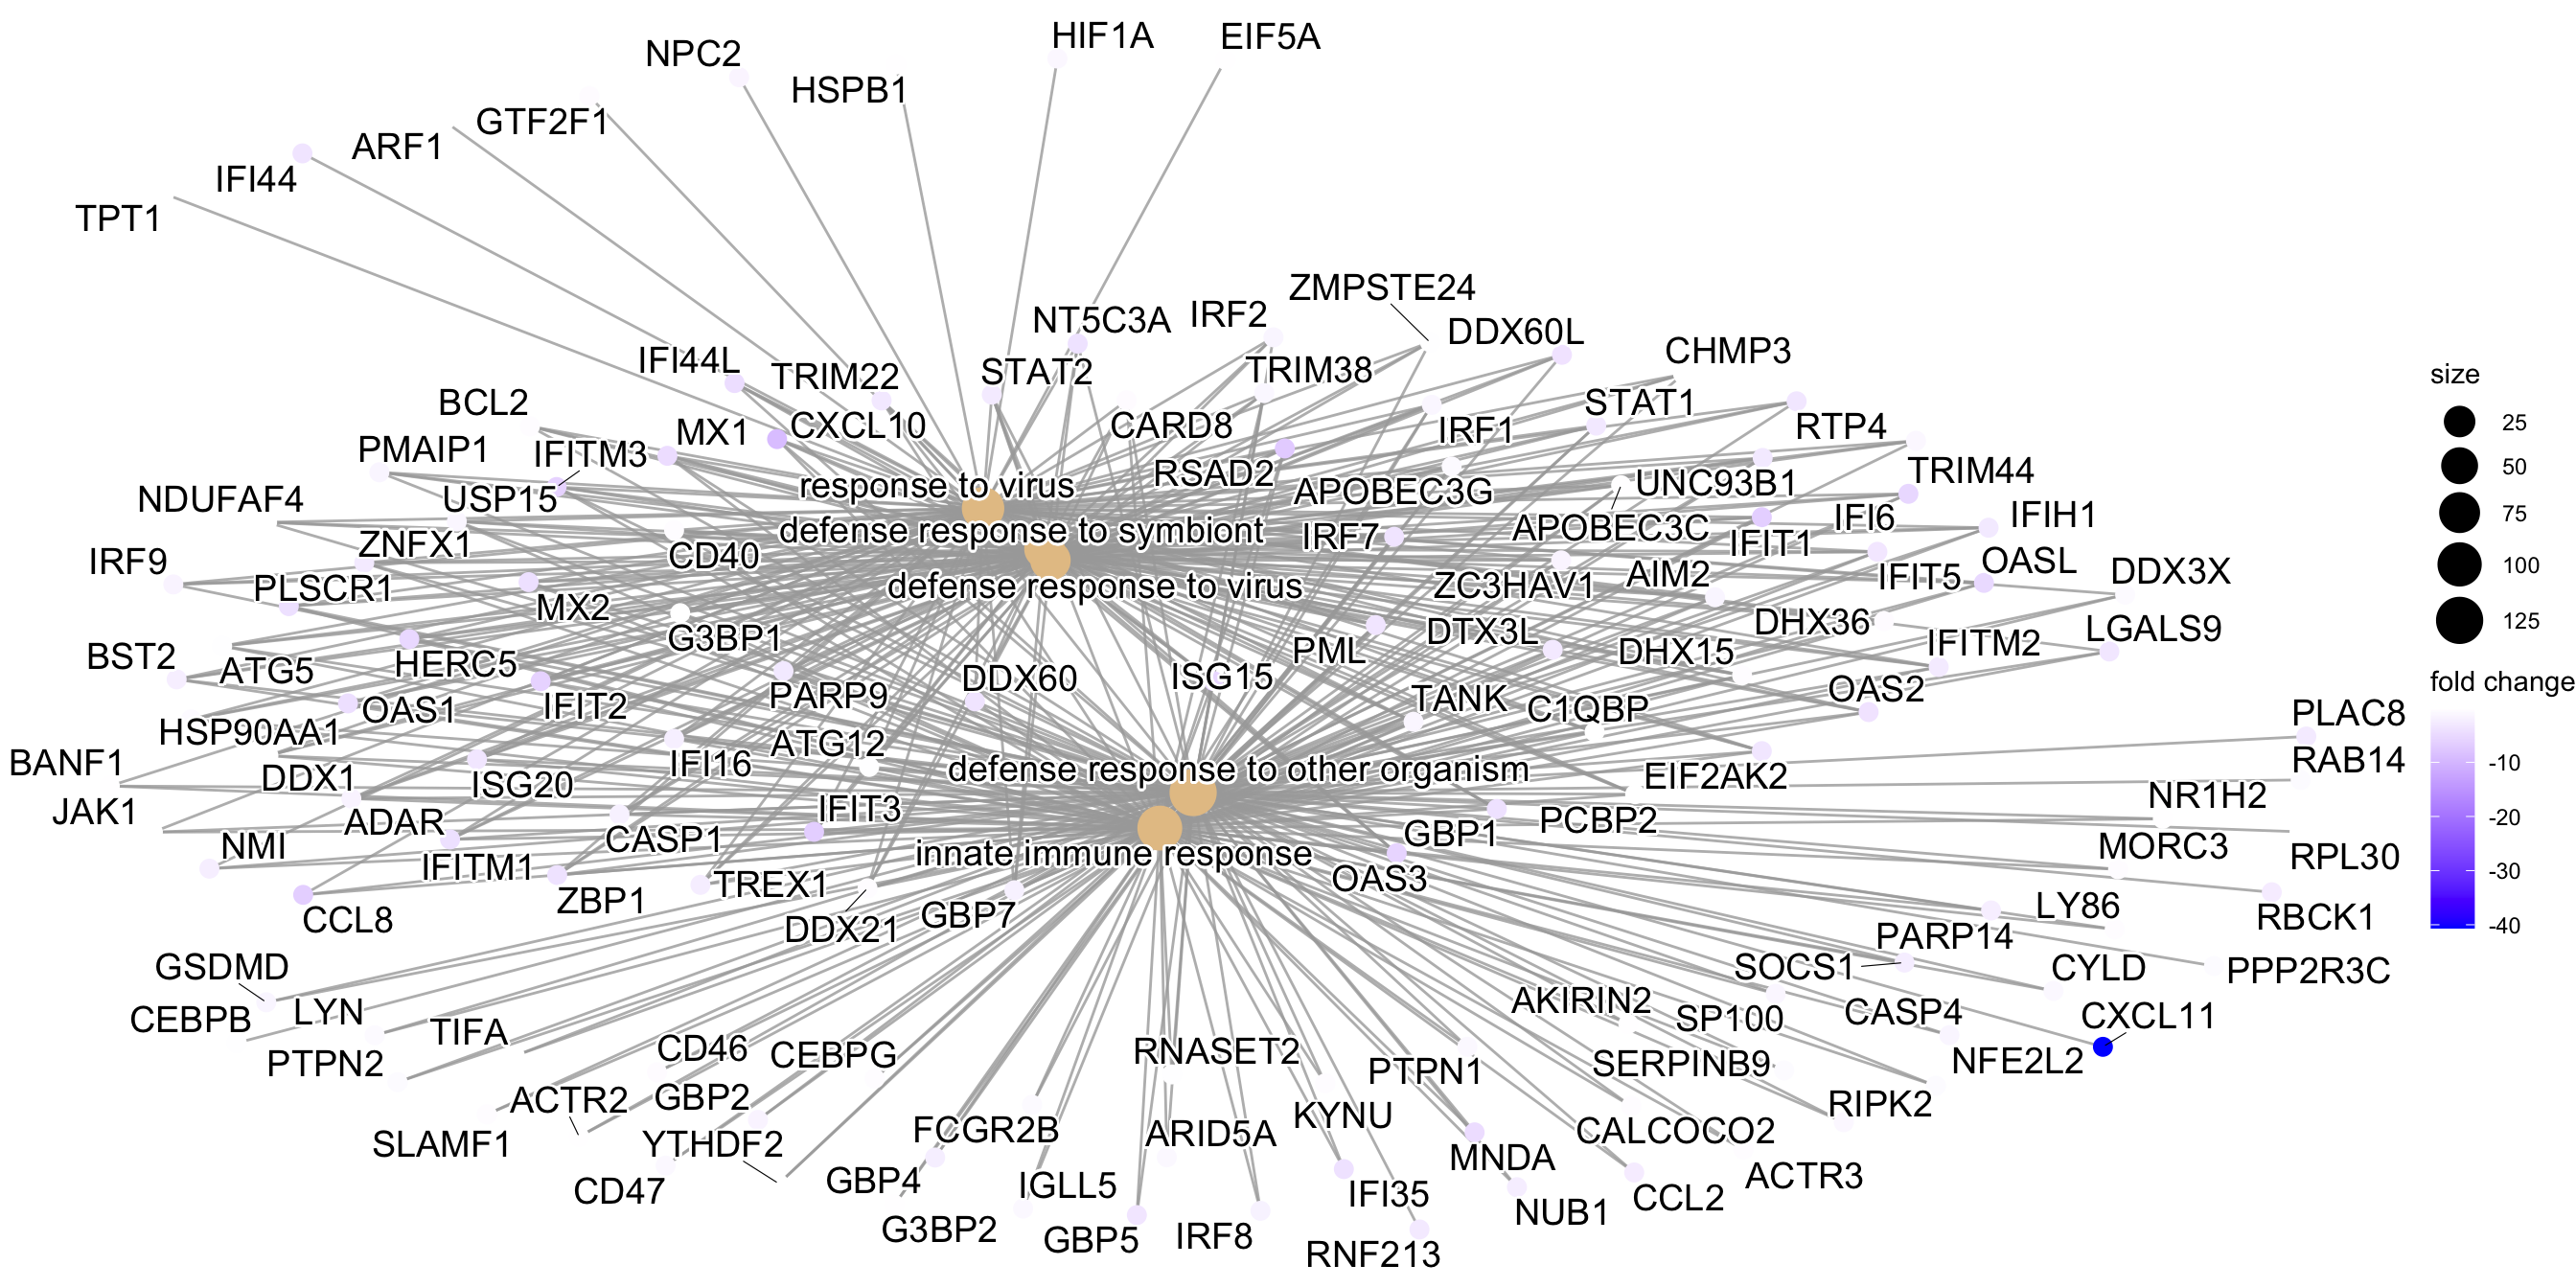 HIF1A
EIF5A
NPC2
HSPB1
GTF2F1
ARF1
IFI44
TPT1
ZMPSTE24
NT5C3A
IRF2
DDX60L
CHMP3
IFI44L
TRIM22
STAT2
TRIM38
BCL2
MX1
CXCL10
CARD8
IRF1
STAT1
RTP4
PMAIP1
IFITM3
RSAD2
APOBEC3G
UNC93B1
TRIM44
response to virus
NDUFAF4
USP15
defense response to symbiont
IRF7
APOBEC3C
IFIT1
IFI6
IFIH1
IRF9
ZNFX1
CD40
OASL
DDX3X
PLSCR1
MX2
defense response to virus
ZC3HAV1
AIM2
IFIT5
BST2
ATG5
HERC5
G3BP1
PML
DTX3L
DHX15
DHX36
IFITM2
LGALS9
OAS1
IFIT2
PARP9
DDX60
ISG15
TANK
C1QBP
OAS2
HSP90AA1
ATG12
PLAC8
BANF1
DDX1
ISG20
IFI16
defense response to other organism
EIF2AK2
RAB14
JAK1
ADAR
IFIT3
NR1H2
NMI
IFITM1
CASP1
innate immune response
GBP1
PCBP2
MORC3
RPL30
CCL8
ZBP1
TREX1
OAS3
DDX21
GBP7
LY86
RBCK1
PARP14
GSDMD
SOCS1
CYLD
PPP2R3C
CEBPB
LYN
TIFA
AKIRIN2
SP100
CASP4
CXCL11
PTPN2
CD46
CEBPG
RNASET2
PTPN1
SERPINB9
NFE2L2
ACTR2
GBP2
KYNU
RIPK2
SLAMF1
YTHDF2
FCGR2B
ARID5A
CALCOCO2
CD47
GBP4
IGLL5
MNDA
ACTR3
G3BP2
GBP5
IRF8
IFI35
NUB1
CCL2
RNF213
size
25
50
75
100
125
fold change
-10
-20
-30
-40